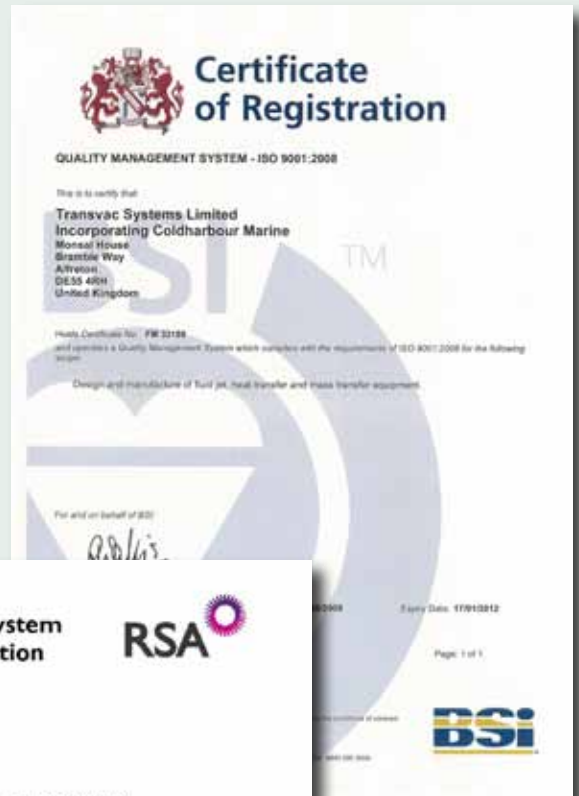 Certificate
of Registration
QUALITY MANAGEMENT SYSTEM - ISO 9001:2008
This is to certify that:
Transvac Systems Limited
Incorporating Coldharbour Marine
Monsal House
Bramble Way
Alfreton
DE55 4RH
United Kingdom
Holds Certificate No:
and operates a Quality Management System which complies with the requirements of ISO 9001:2008 for the following
scope:
Design and manufacture of fluid jet, heat transfer and mass transfer equipment.
BSI
TM
For and on behalf of BSI:
Expiry Date: 17/01/2012
Page: 1 of 1
BSi
RSA